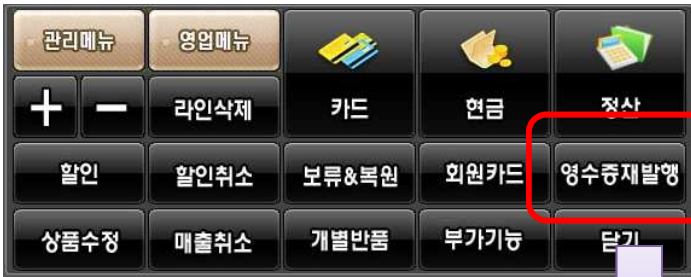 관리메뉴 영업메뉴
+ - 라인삭제 카드 현금 정산
할인 할인취소 보류&복원 회원카드 영수증재발행
상품수정 매출취소 개별반품 부가기능 닫기